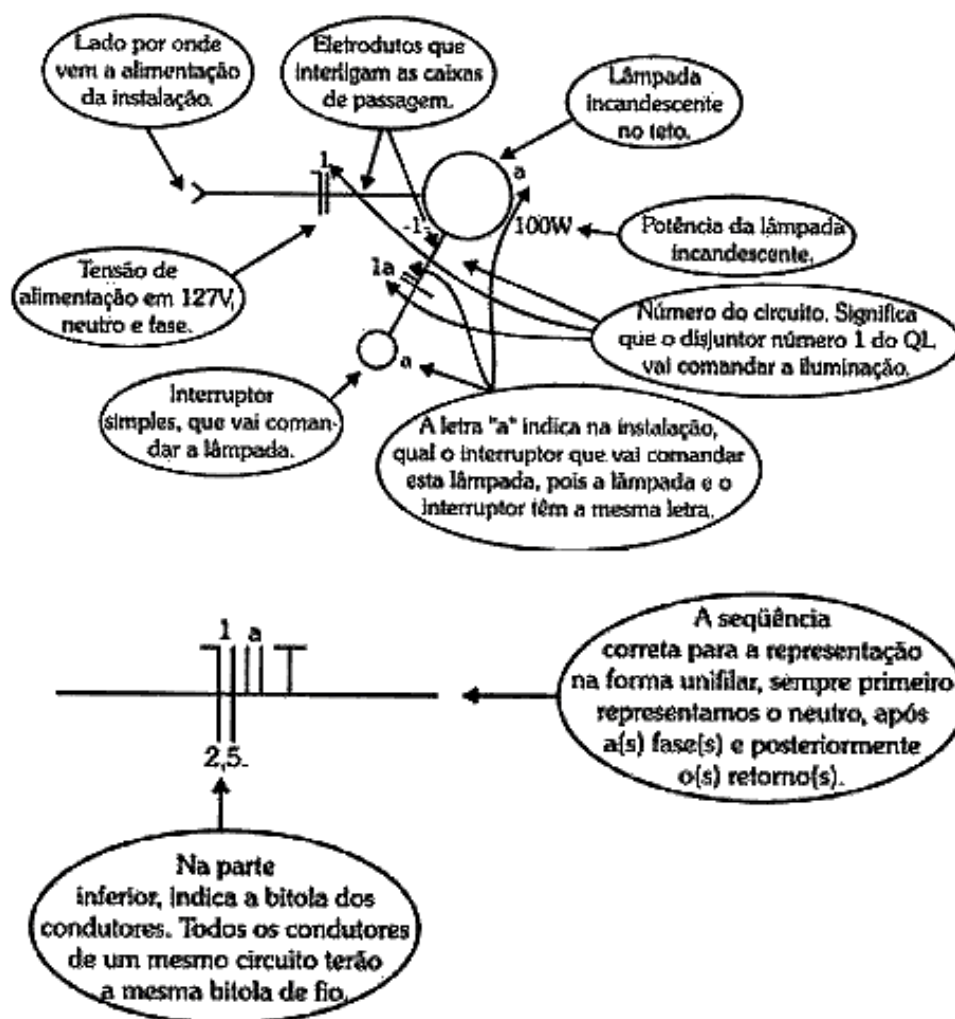 Lado por onde
vem a alimentação
da instalação.
Eletrodutos que
interligam as caixas
de passagem.
Lâmpada
incandescente
no teto.
1
a
-1-
100W
Potência da lâmpada
incandescente.
Tensão de
alimentação em 127V,
neutro e fase.
1a
a
Número do circuito. Significa
que o disjuntor número 1 do QL
vai comandar a iluminação.
Interruptor
simples, que vai coman-
dar a lâmpada.
A letra "a" indica na instalação,
qual o interruptor que vai comandar
esta lâmpada, pois a lâmpada e o
interruptor têm a mesma letra.
1 a
2,5
A seqüência
correta para a representação
na forma unifilar, sempre primeiro
representamos o neutro, após
a(s) fase(s) e posteriormente
o(s) retorno(s).
Na parte
inferior, indica a bitola dos
condutores. Todos os condutores
de um mesmo circuito terão
a mesma bitola de fio.